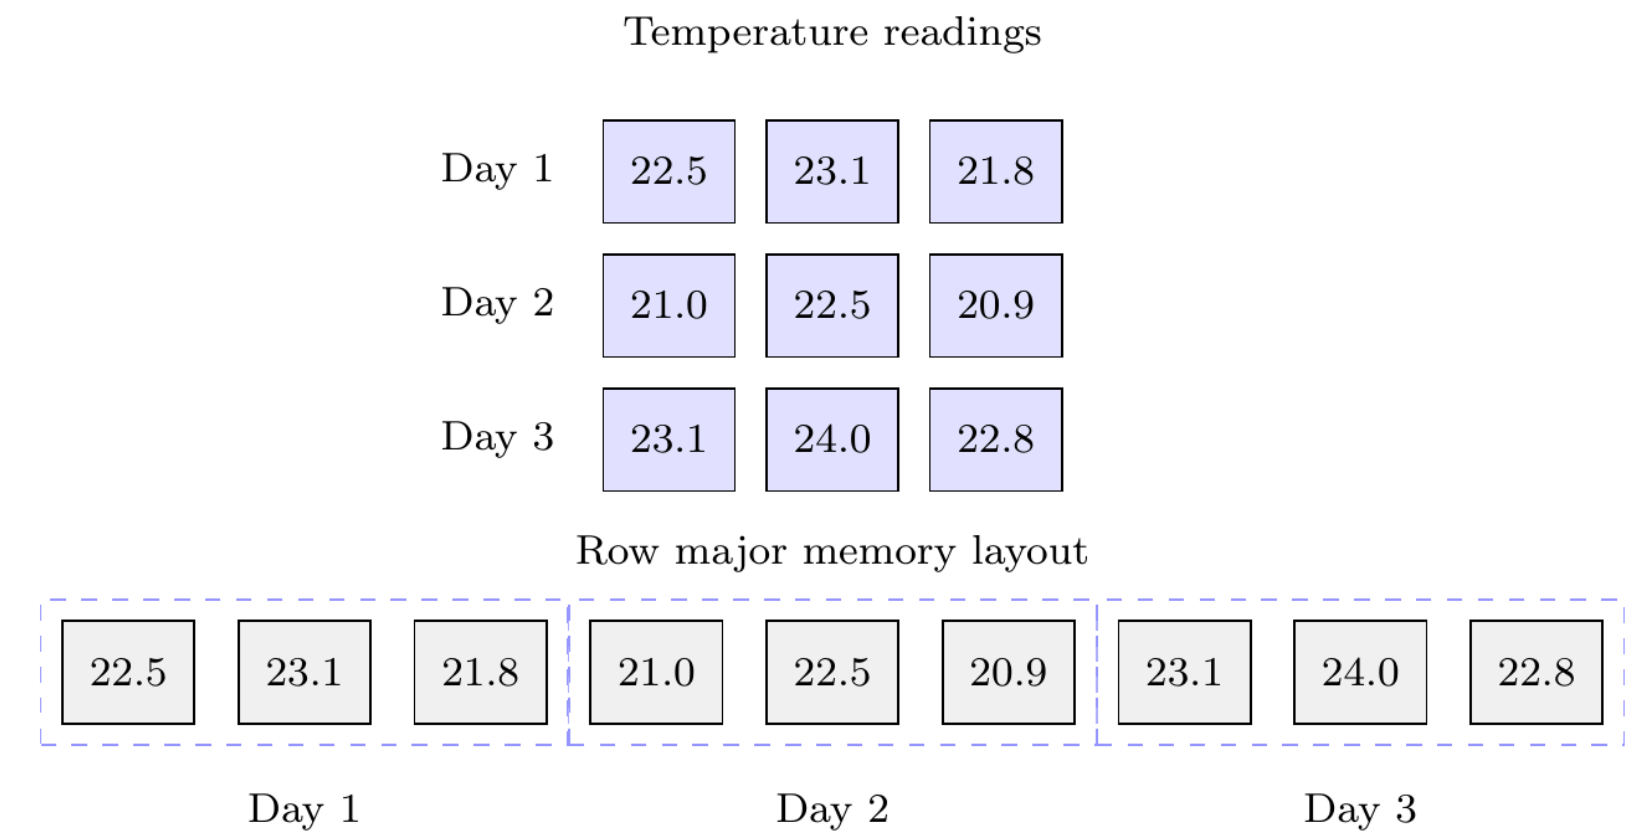 Temperature readings
Day 1 22.5 23.1 21.8
Day 2 21.0 22.5 20.9
Day 3 23.1 24.0 22.8
Row major memory layout
22.5 23.1 21.8 21.0 22.5 20.9 23.1 24.0 22.8
Day 1 Day 2 Day 3